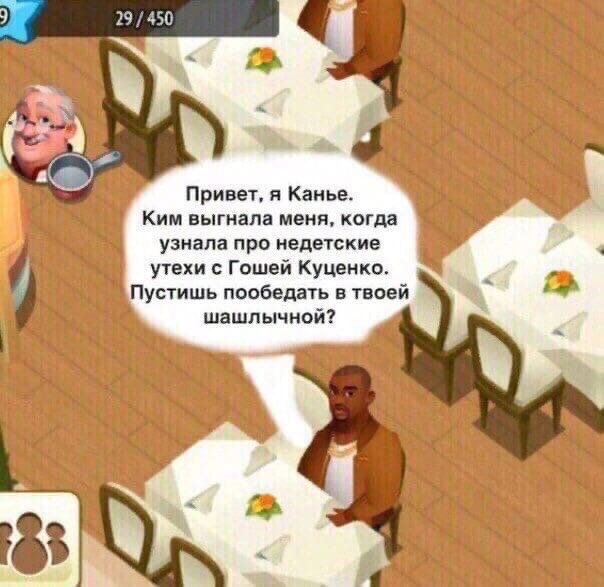 9
29/450
Привет, я Канье.
Ким выгнала меня, когда
узнала про недетские
утехи с Гошей Куценко.
Пустишь пообедать в твоей
шашлычной?